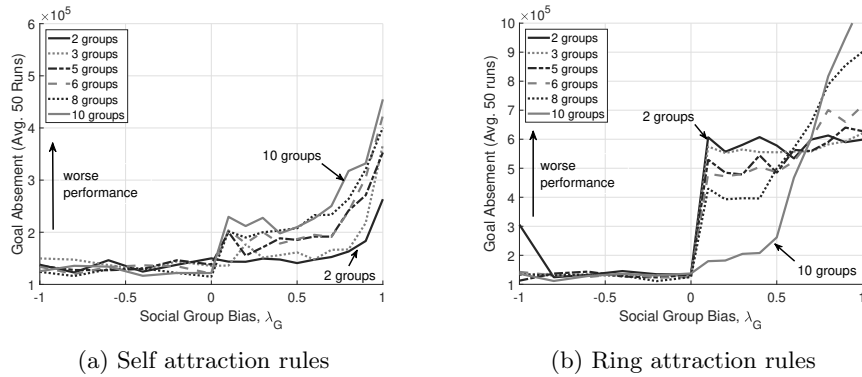 ×10⁵
6
5
4
3
2
1
Goal Absement (Avg. 50 Runs)
2 groups
3 groups
5 groups
6 groups
8 groups
10 groups
worse
performance
10 groups
2 groups
-1
-0.5
0
0.5
1
Social Group Bias, λ_G
(a) Self attraction rules
×10⁵
10
9
8
7
6
5
4
3
2
1
Goal Absement (Avg. 50 runs)
2 groups
3 groups
5 groups
6 groups
8 groups
10 groups
worse
performance
2 groups
10 groups
-1
-0.5
0
0.5
1
Social Group Bias, λ_G
(b) Ring attraction rules